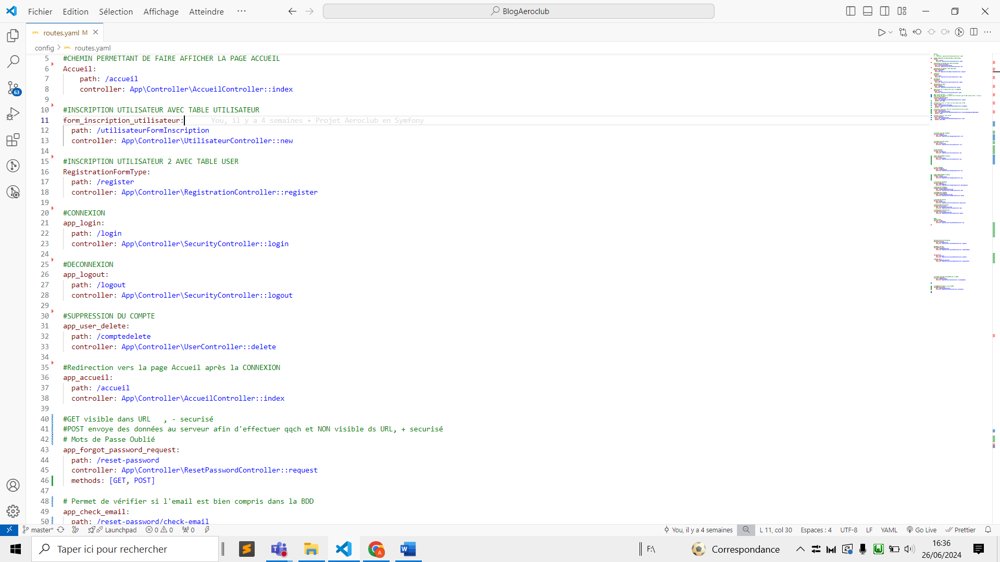 Fichier Edition Sélection Affichage Atteindre ··· BlogAeroclub
routes.yaml M
config > routes.yaml
5 #CHEMIN PERMETTANT DE FAIRE AFFICHER LA PAGE ACCUEIL
6 Accueil:
7 path: /accueil
8 controller: App\Controller\AccueilController::index
9
10 #INSCRIPTION UTILISATEUR AVEC TABLE UTILISATEUR
11 form_inscription_utilisateur: You, il y a 4 semaines • Projet Aeroclub en Symfony
12 path: /utilisateurFormInscription
13 controller: App\Controller\UtilisateurController::new
14
15 #INSCRIPTION UTILISATEUR 2 AVEC TABLE USER
16 RegistrationFormType:
17 path: /register
18 controller: App\Controller\RegistrationController::register
19
20 #CONNEXION
21 app_login:
22 path: /login
23 controller: App\Controller\SecurityController::login
24
25 #DECONNEXION
26 app_logout:
27 path: /logout
28 controller: App\Controller\SecurityController::logout
29
30 #SUPPRESSION DU COMPTE
31 app_user_delete:
32 path: /comptedelete
33 controller: App\Controller\UserController::delete
34
35 #Redirection vers la page Accueil après la CONNEXION
36 app_accueil:
37 path: /accueil
38 controller: App\Controller\AccueilController::index
39
40 #GET visible dans URL , - securisé
41 #POST envoye des données au serveur afin d'effectuer qqch et NON visible ds URL, + securisé
42 # Mots de Passe Oublié
43 app_forgot_password_request:
44 path: /reset-password
45 controller: App\Controller\ResetPasswordController::request
46 methods: [GET, POST]
47
48 # Permet de vérifier si l'email est bien compris dans la BDD
49 app_check_email:
50 path: /reset-password/check-email
63
master* Launchpad 0 0 0 You, il y a 4 semaines L 11, col 30 Espaces : 4 UTF-8 LF YAML Go Live Prettier
Taper ici pour rechercher F:\ Correspondance 16:36
26/06/2024